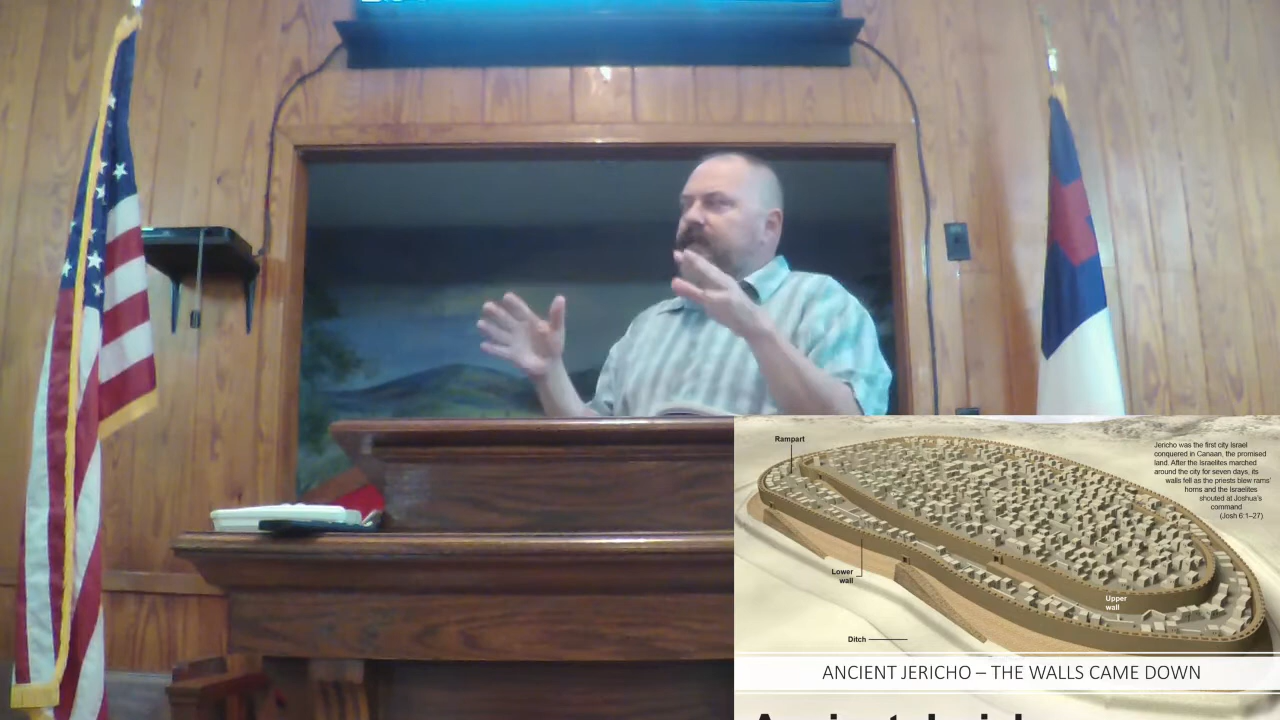 Rampart
Jericho was the first city Israel
conquered in Canaan, the promised
land. After the Israelites marched
around the city for seven days, its
walls fell as the priests blew rams'
horns and the Israelites
shouted at Joshua's
command
(Josh 6:1–27)
Lower
wall
Upper
wall
Ditch
ANCIENT JERICHO – THE WALLS CAME DOWN